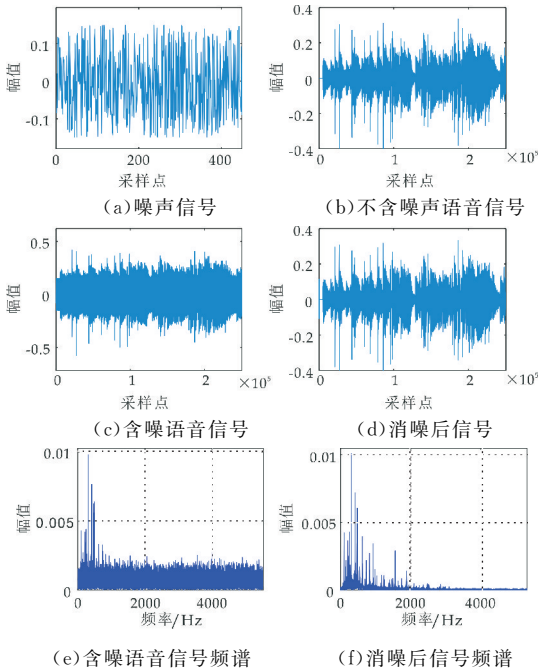 幅值
0.1
0
-0.1
0
200
400
采样点
(a)噪声信号
幅值
0.4
0.2
0
-0.2
-0.4
0
1
2
×10⁵
采样点
(b)不含噪声语音信号
幅值
0.5
0
-0.5
0
1
2
×10⁵
采样点
(c)含噪语音信号
幅值
0.4
0.2
0
-0.2
-0.4
0
1
2
×10⁵
采样点
(d)消噪后信号
幅值
0.01
0.005
0
0
2000
4000
频率/Hz
(e)含噪语音信号频谱
幅值
0.01
0.005
0
0
2000
4000
频率/Hz
(f)消噪后信号频谱